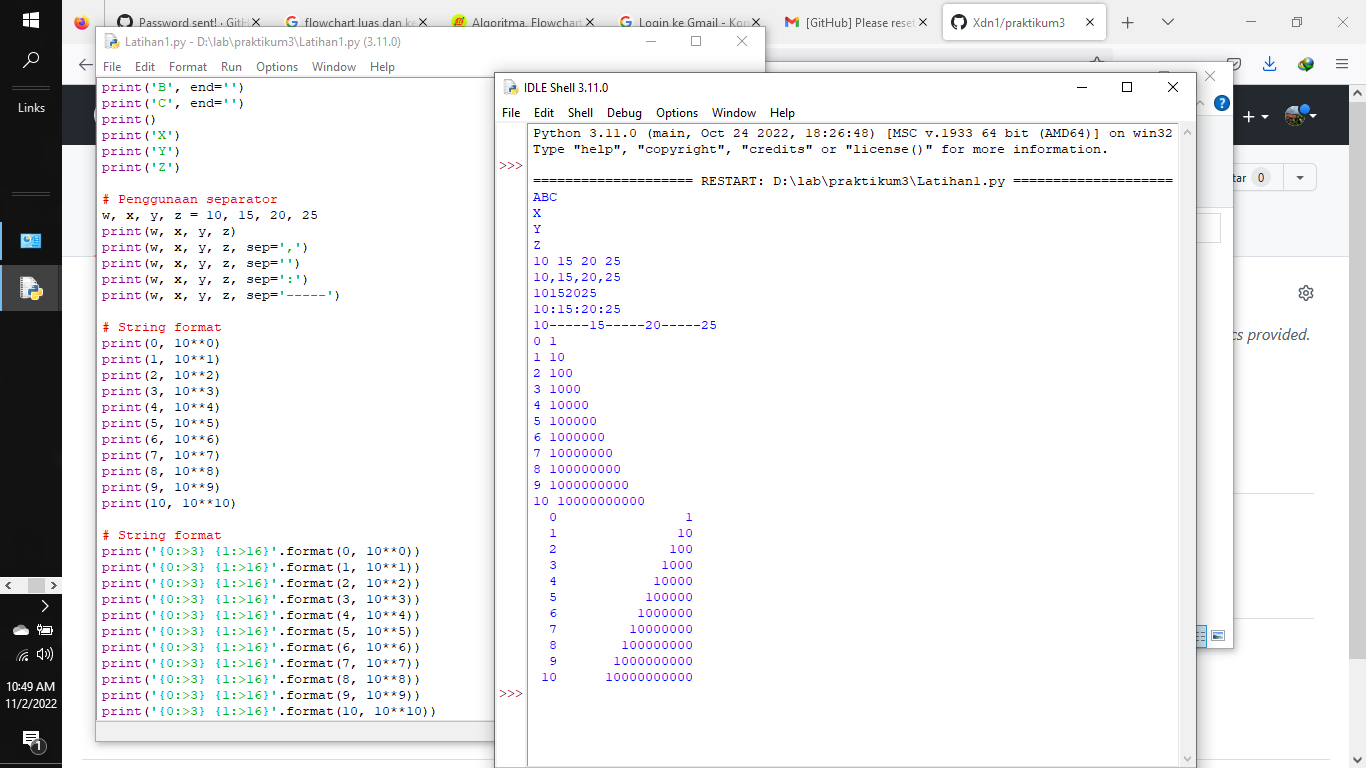 Password sent! · GitH
flowchart luas dan ke
Algoritma, Flowchart
Login ke Gmail - Kom
[GitHub] Please reset
Xdn1/praktikum3
Latihan1.py - D:\lab\praktikum3\Latihan1.py (3.11.0)
File Edit Format Run Options Window Help
print('B', end='')
print('C', end='')
print()
print('X')
print('Y')
print('Z')
# Penggunaan separator
w, x, y, z = 10, 15, 20, 25
print(w, x, y, z)
print(w, x, y, z, sep=',')
print(w, x, y, z, sep='')
print(w, x, y, z, sep=':')
print(w, x, y, z, sep='-----')
# String format
print(0, 10**0)
print(1, 10**1)
print(2, 10**2)
print(3, 10**3)
print(4, 10**4)
print(5, 10**5)
print(6, 10**6)
print(7, 10**7)
print(8, 10**8)
print(9, 10**9)
print(10, 10**10)
# String format
print('{0:>3} {1:>16}'.format(0, 10**0))
print('{0:>3} {1:>16}'.format(1, 10**1))
print('{0:>3} {1:>16}'.format(2, 10**2))
print('{0:>3} {1:>16}'.format(3, 10**3))
print('{0:>3} {1:>16}'.format(4, 10**4))
print('{0:>3} {1:>16}'.format(5, 10**5))
print('{0:>3} {1:>16}'.format(6, 10**6))
print('{0:>3} {1:>16}'.format(7, 10**7))
print('{0:>3} {1:>16}'.format(8, 10**8))
print('{0:>3} {1:>16}'.format(9, 10**9))
print('{0:>3} {1:>16}'.format(10, 10**10))
IDLE Shell 3.11.0
File Edit Shell Debug Options Window Help
Python 3.11.0 (main, Oct 24 2022, 18:26:48) [MSC v.1933 64 bit (AMD64)] on win32
Type "help", "copyright", "credits" or "license()" for more information.
>>>
==================== RESTART: D:\lab\praktikum3\Latihan1.py ====================
ABC
X
Y
Z
10 15 20 25
10,15,20,25
10152025
10:15:20:25
10-----15-----20-----25
0 1
1 10
2 100
3 1000
4 10000
5 100000
6 1000000
7 10000000
8 100000000
9 1000000000
10 10000000000
0 1
1 10
2 100
3 1000
4 10000
5 100000
6 1000000
7 10000000
8 100000000
9 1000000000
10 10000000000
>>>
tar 0
cs provided.
Links
10:49 AM
11/2/2022
1